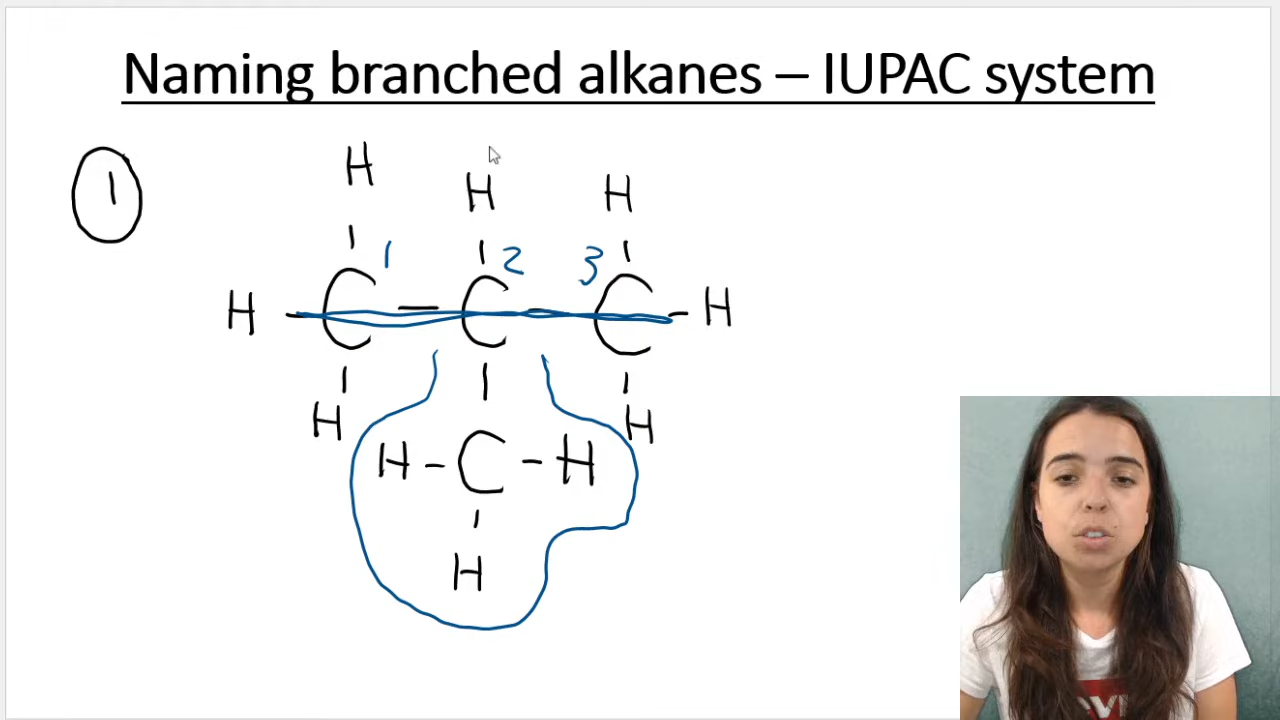 Naming branched alkanes – IUPAC system
1
H H H
1 2 3
H - C - C - C - H
H H
H - C - H
H